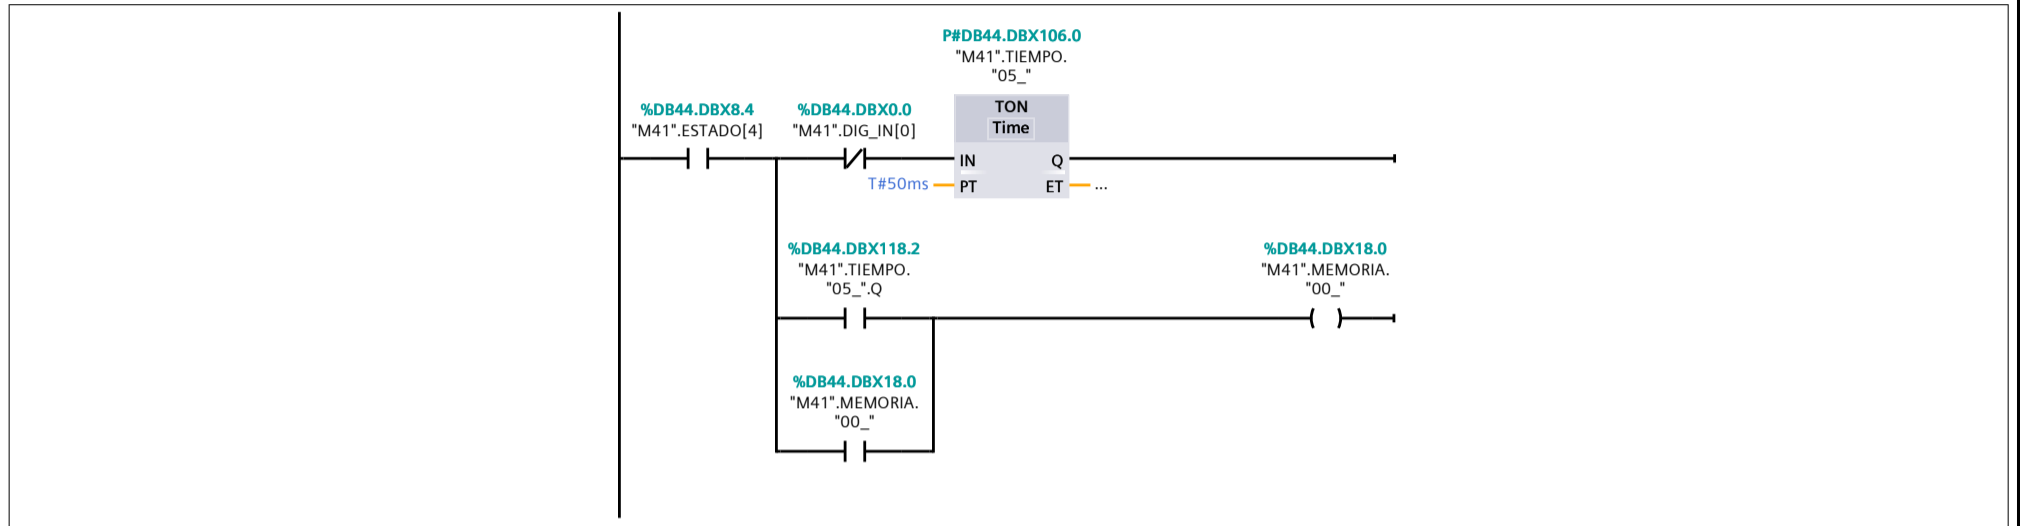 P#DB44.DBX106.0
"M41".TIEMPO.
"05_"
%DB44.DBX8.4
"M41".ESTADO[4]
%DB44.DBX0.0
"M41".DIG_IN[0]
TON
Time
IN
Q
T#50ms
PT
ET
...
%DB44.DBX118.2
"M41".TIEMPO.
"05_".Q
%DB44.DBX18.0
"M41".MEMORIA.
"00_"
%DB44.DBX18.0
"M41".MEMORIA.
"00_"